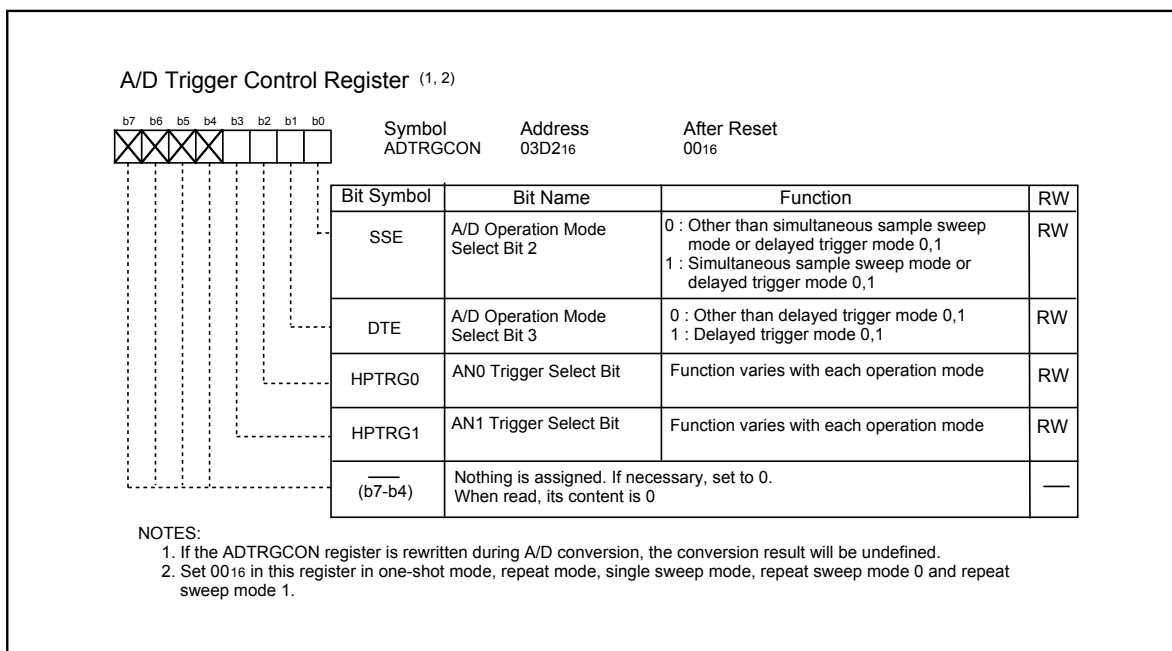 A/D Trigger Control Register (1, 2)
b7 b6 b5 b4 b3 b2 b1 b0
Symbol Address After Reset
ADTRGCON 03D216 0016
Bit Symbol Bit Name Function RW
SSE A/D Operation Mode Select Bit 2 0 : Other than simultaneous sample sweep mode or delayed trigger mode 0,1 RW
1 : Simultaneous sample sweep mode or delayed trigger mode 0,1
DTE A/D Operation Mode Select Bit 3 0 : Other than delayed trigger mode 0,1 RW
1 : Delayed trigger mode 0,1
HPTRG0 AN0 Trigger Select Bit Function varies with each operation mode RW
HPTRG1 AN1 Trigger Select Bit Function varies with each operation mode RW
(b7-b4) Nothing is assigned. If necessary, set to 0. —
When read, its content is 0
NOTES:
1. If the ADTRGCON register is rewritten during A/D conversion, the conversion result will be undefined.
2. Set 0016 in this register in one-shot mode, repeat mode, single sweep mode, repeat sweep mode 0 and repeat
sweep mode 1.